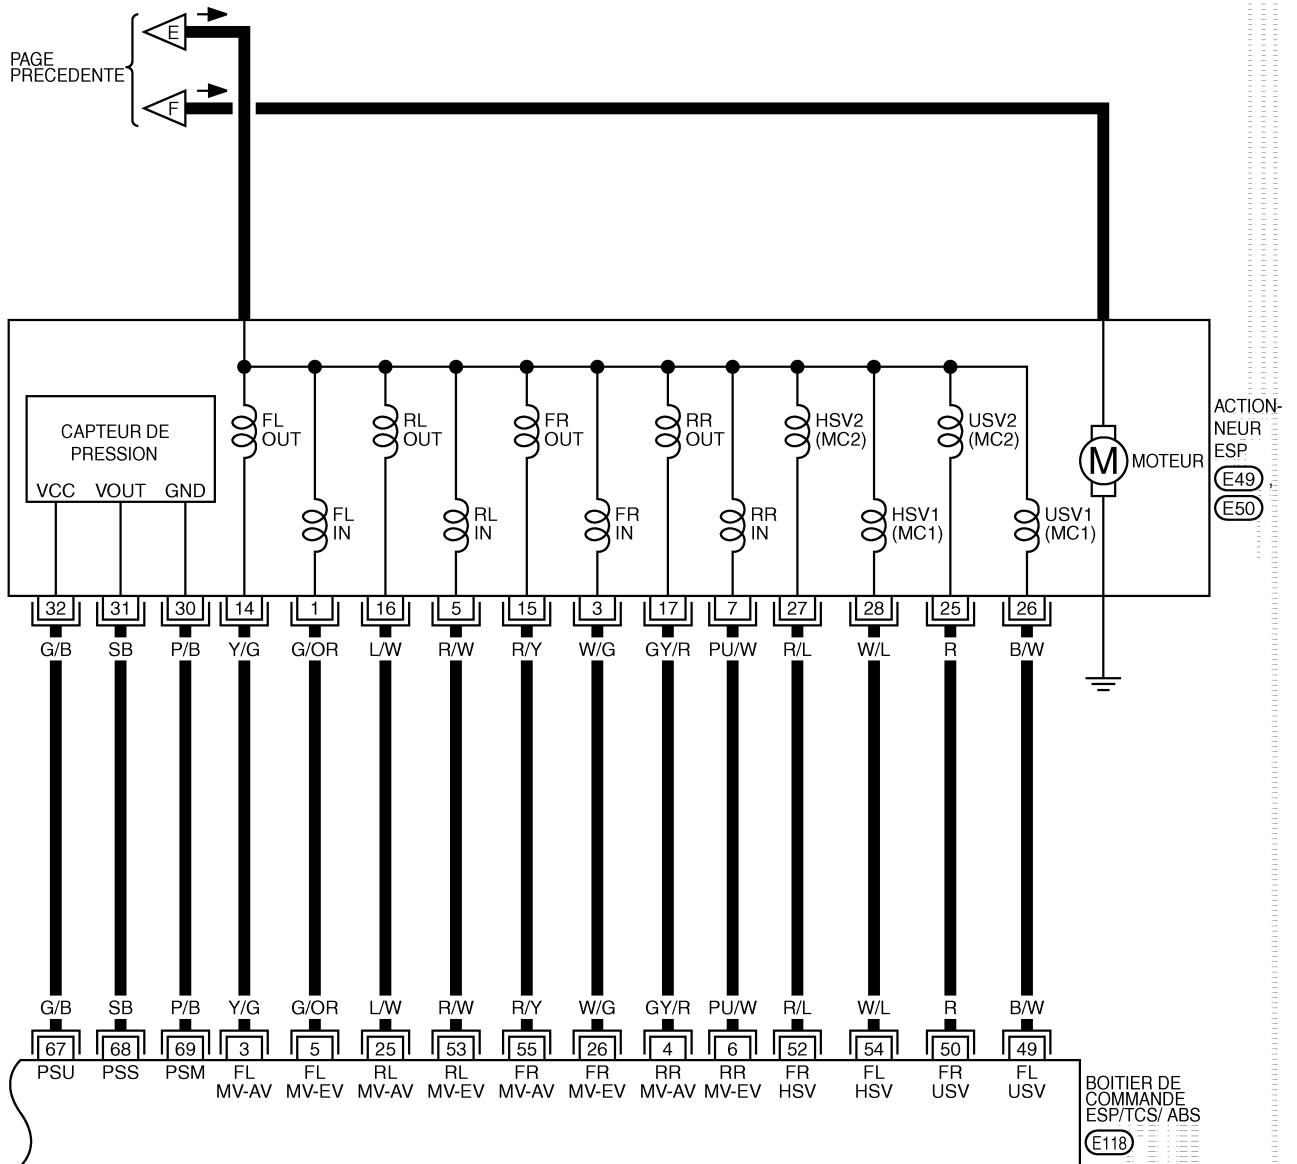 E
PAGE
PRECEDENTE
F
ACTION-
NEUR
ESP
E49 ,
E50
CAPTEUR DE
PRESSION
VCC VOUT GND
FL
OUT
RL
OUT
FR
OUT
RR
OUT
HSV2
(MC2)
USV2
(MC2)
M MOTEUR
FL
IN
RL
IN
FR
IN
RR
IN
HSV1
(MC1)
USV1
(MC1)
32 31 30 14 1 16 5 15 3 17 7 27 28 25 26
G/B SB P/B Y/G G/OR L/W R/W R/Y W/G GY/R PU/W R/L W/L R B/W
G/B SB P/B Y/G G/OR L/W R/W R/Y W/G GY/R PU/W R/L W/L R B/W
67 68 69 3 5 25 53 55 26 4 6 52 54 50 49
PSU PSS PSM FL FL RL RL FR FR RR RR FR FL FR FL
MV-AV MV-EV MV-AV MV-EV MV-AV MV-EV MV-AV MV-EV HSV HSV USV USV
BOITIER DE
COMMANDE
ESP/TCS/ ABS
E118